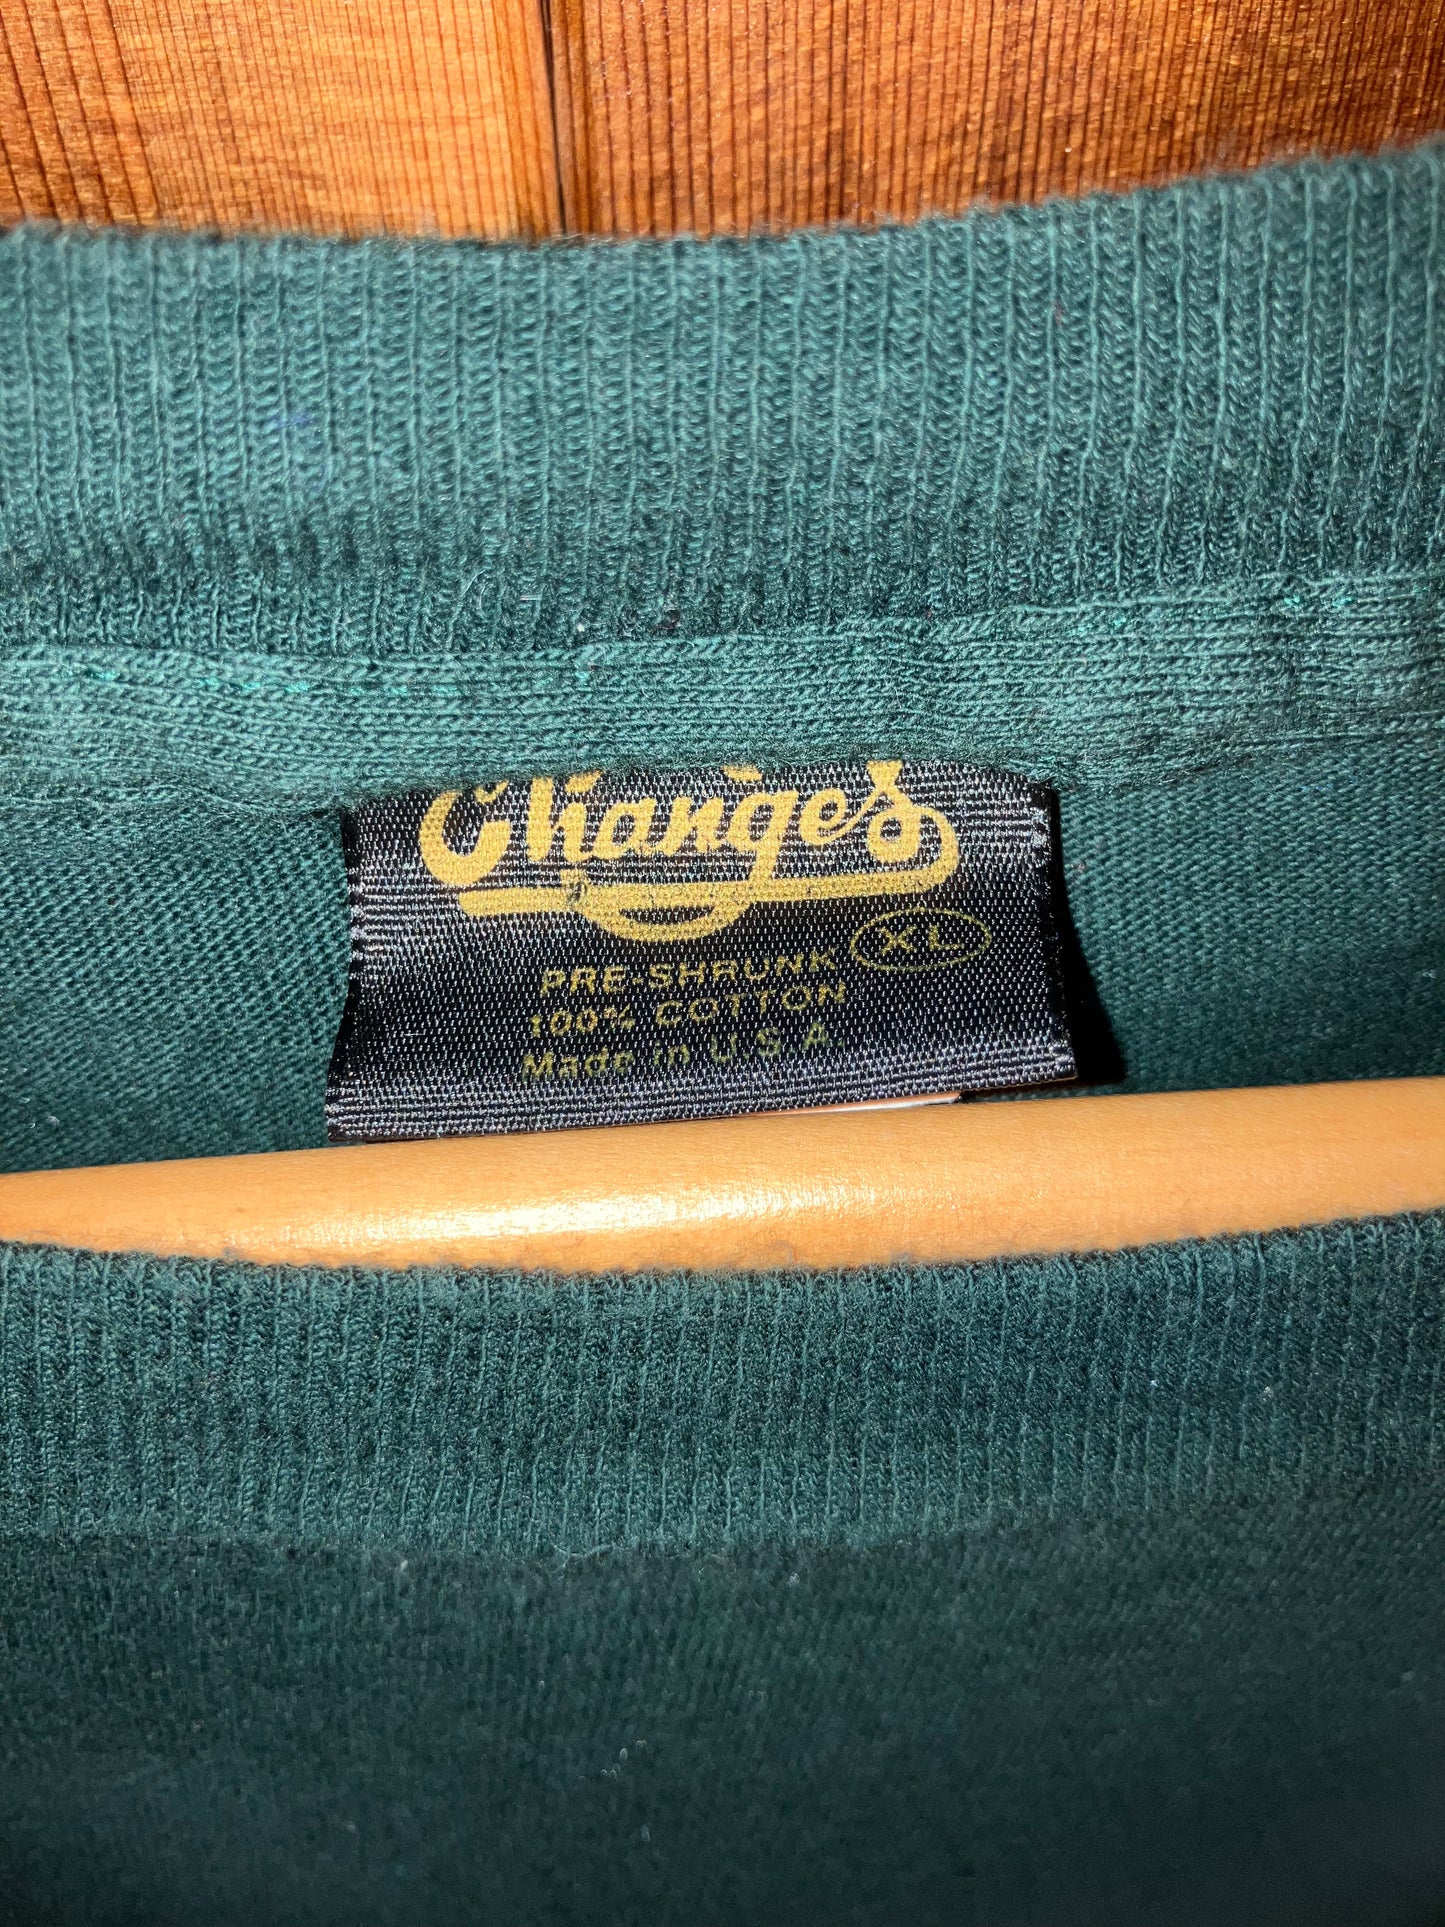 Changes
XL
PRE-SHRUNK
100% COTTON
Made in U.S.A